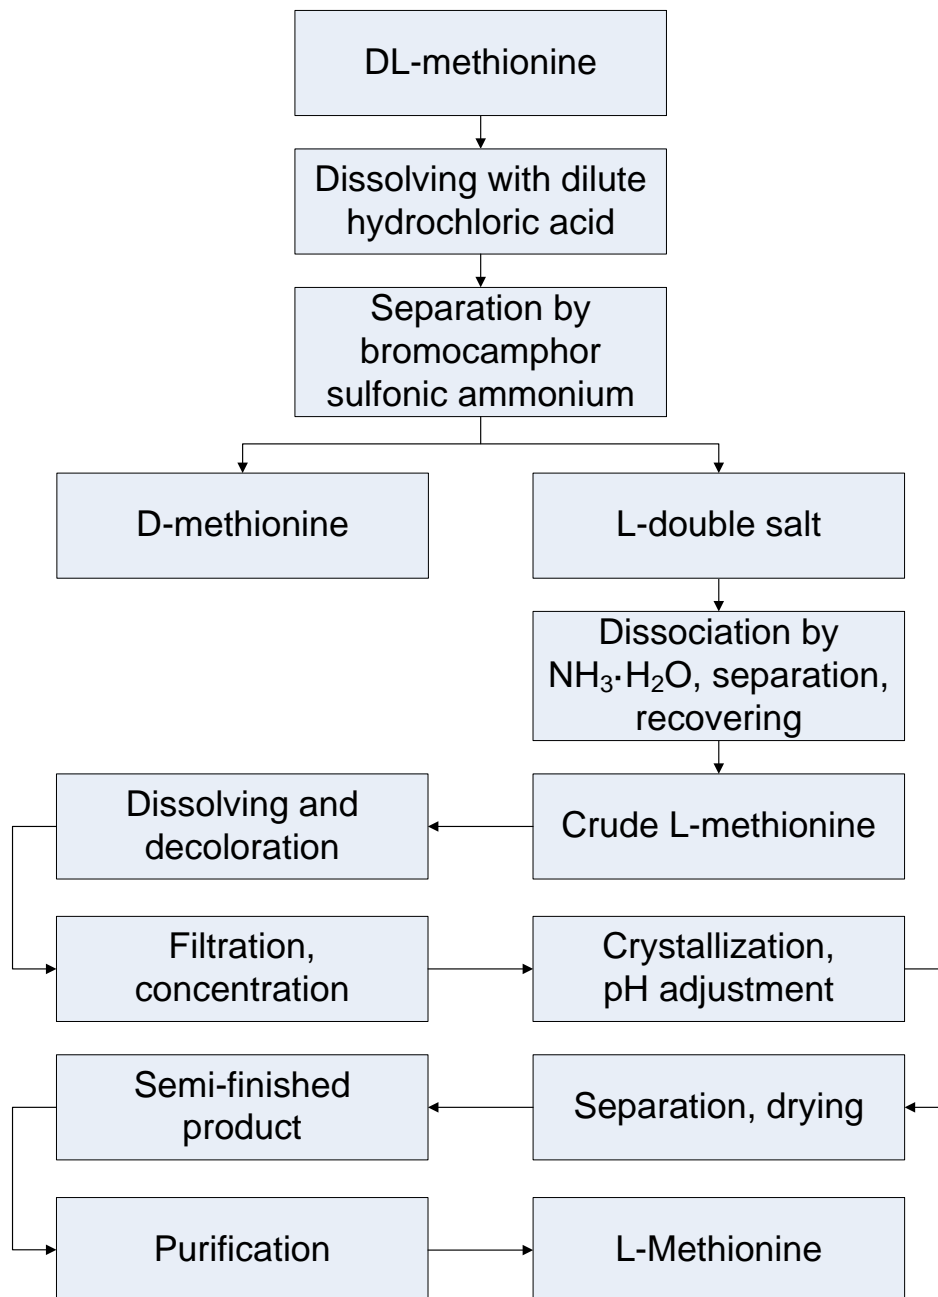 DL-methionine
Dissolving with dilute
hydrochloric acid
Separation by
bromocamphor
sulfonic ammonium
D-methionine
L-double salt
Dissociation by
NH₃·H₂O, separation,
recovering
Crude L-methionine
Dissolving and
decoloration
Filtration,
concentration
Crystallization,
pH adjustment
Separation, drying
Semi-finished
product
Purification
L-Methionine